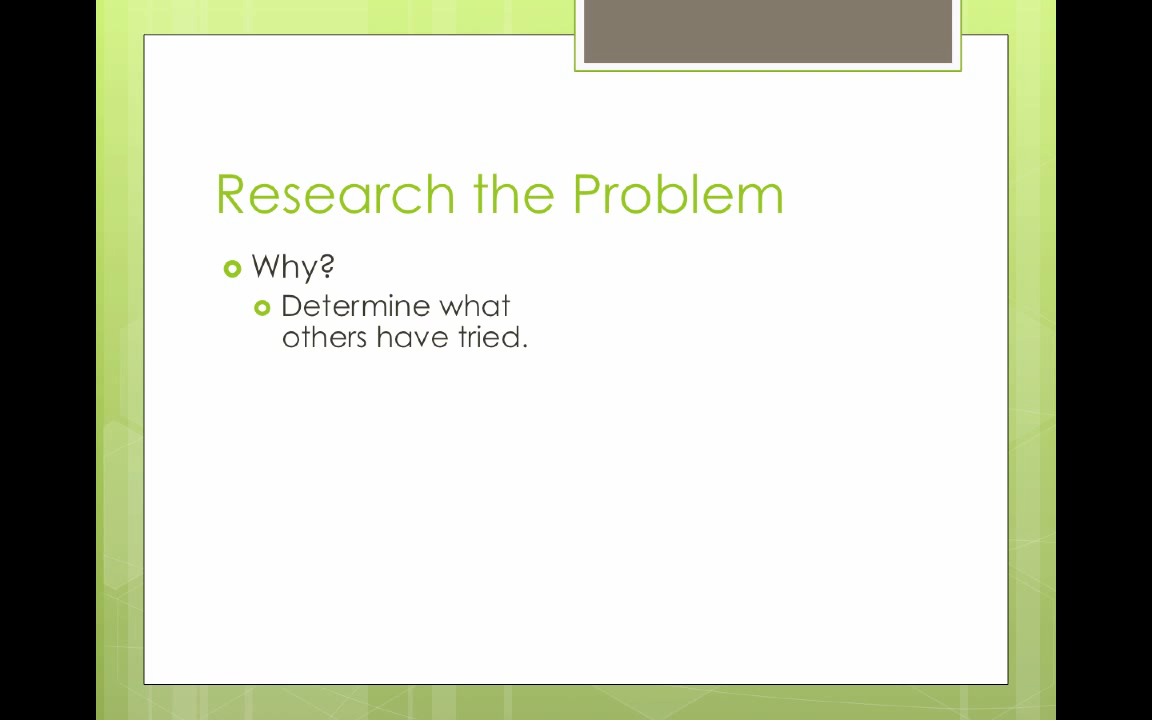 Research the Problem
Why?
Determine what
others have tried.